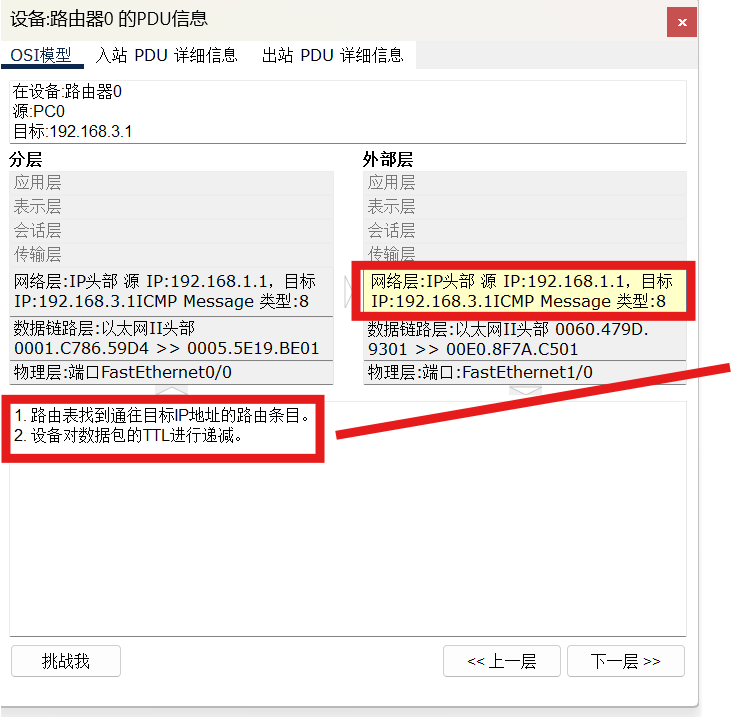 设备:路由器0 的PDU信息
OSI模型 入站 PDU 详细信息 出站 PDU 详细信息
在设备:路由器0
源:PC0
目标:192.168.3.1
分层
应用层
表示层
会话层
传输层
网络层:IP头部 源 IP:192.168.1.1，目标
IP:192.168.3.1ICMP Message 类型:8
数据链路层:以太网II头部
0001.C786.59D4 >> 0005.5E19.BE01
物理层:端口FastEthernet0/0
外部层
应用层
表示层
会话层
传输层
网络层:IP头部 源 IP:192.168.1.1，目标
IP:192.168.3.1ICMP Message 类型:8
数据链路层:以太网II头部 0060.479D.
9301 >> 00E0.8F7A.C501
物理层:端口:FastEthernet1/0
1. 路由表找到通往目标IP地址的路由条目。
2. 设备对数据包的TTL进行递减。
挑战我
<< 上一层
下一层 >>